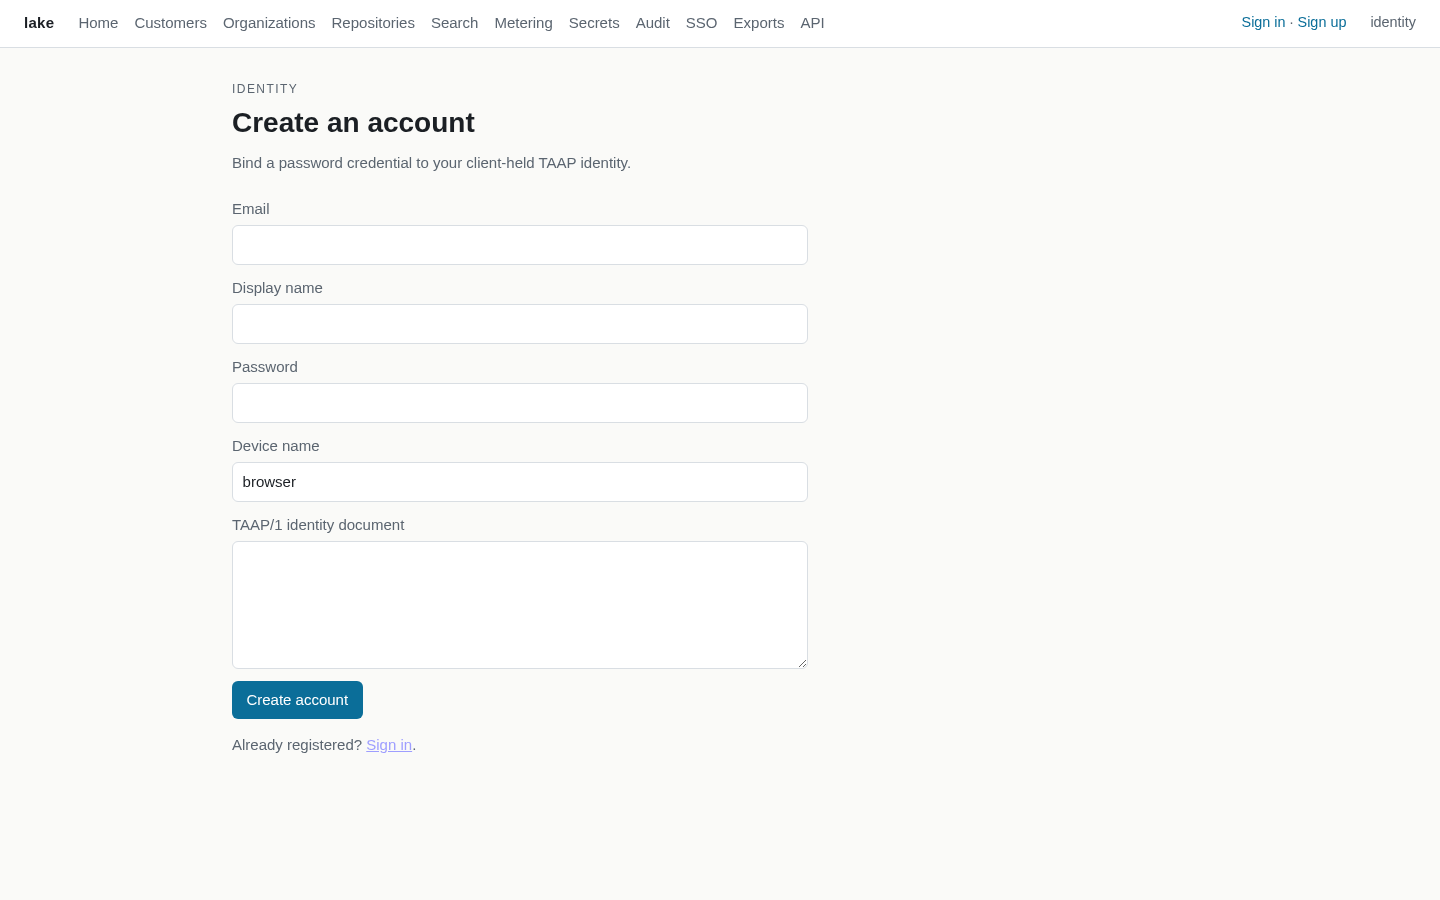 lake Home Customers Organizations Repositories Search Metering Secrets Audit SSO Exports API Sign in · Sign up identity
IDENTITY
Create an account
Bind a password credential to your client-held TAAP identity.
Email
Display name
Password
Device name
browser
TAAP/1 identity document
Create account
Already registered? Sign in.